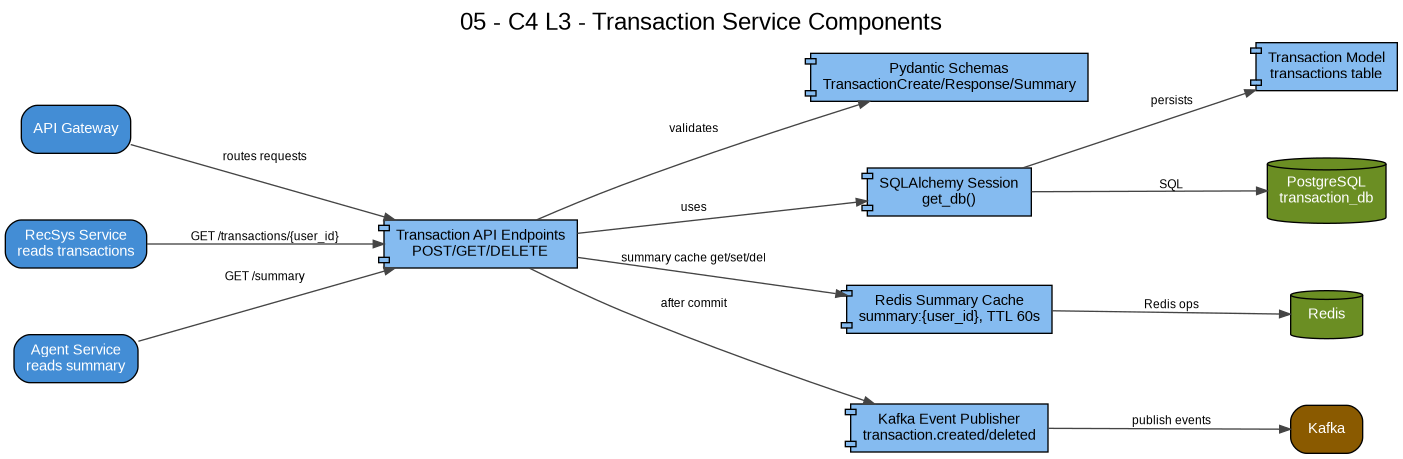 05 - C4 L3 - Transaction Service Components
API Gateway
RecSys Service
reads transactions
Agent Service
reads summary
routes requests
GET /transactions/{user_id}
GET /summary
Transaction API Endpoints
POST/GET/DELETE
validates
uses
summary cache get/set/del
after commit
Pydantic Schemas
TransactionCreate/Response/Summary
SQLAlchemy Session
get_db()
Redis Summary Cache
summary:{user_id}, TTL 60s
Kafka Event Publisher
transaction.created/deleted
persists
SQL
Redis ops
publish events
Transaction Model
transactions table
PostgreSQL
transaction_db
Redis
Kafka